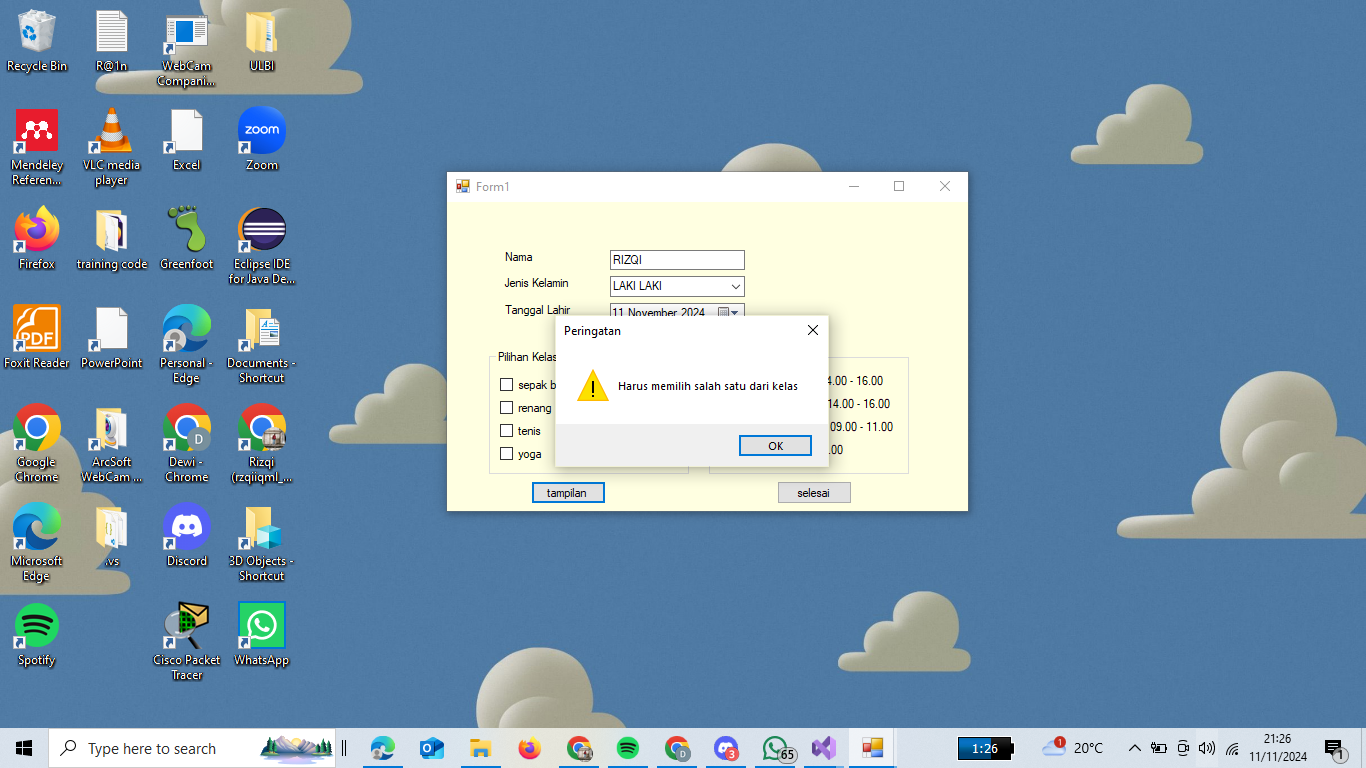 Recycle Bin
R@1n
WebCam
Compani...
ULBI
Mendeley
Referen...
VLC media
player
Excel
zoom
Zoom
Firefox
training code
Greenfoot
Eclipse IDE
for Java De...
PDF
Foxit Reader
PowerPoint
Personal -
Edge
Documents -
Shortcut
Google
Chrome
ArcSoft
WebCam ...
D
Dewi -
Chrome
Rizqi
(rzqiiqml_...
Microsoft
Edge
.vs
Discord
3D Objects -
Shortcut
Spotify
Cisco Packet
Tracer
WhatsApp
Form1
Nama
RIZQI
Jenis Kelamin
LAKI LAKI
Tanggal Lahir
11 November 2024
Peringatan
Harus memilih salah satu dari kelas
OK
Pilihan Kelas
sepak b
renang
tenis
yoga
4.00 - 16.00
14.00 - 16.00
09.00 - 11.00
.00
tampilan
selesai
Type here to search
D
3
65
1:26
1
20°C
21:26
11/11/2024
1